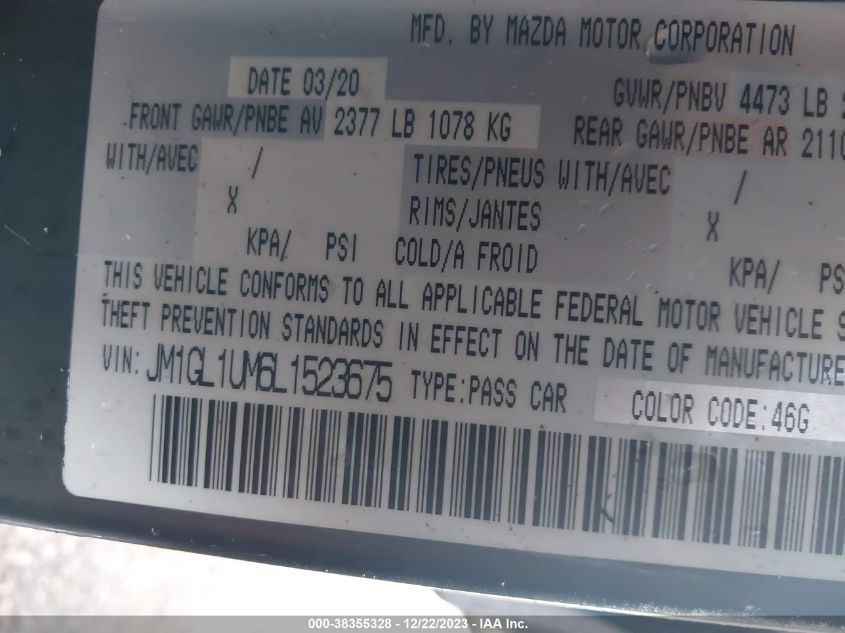 MFD. BY MAZDA MOTOR CORPORATION
DATE 03/20 GVWR/PNBV 4473 LB
FRONT GAWR/PNBE AV 2377 LB 1078 KG REAR GAWR/PNBE AR 2110
WITH/AVEC / TIRES/PNEUS WITH/AVEC /
X RIMS/JANTES X
KPA/ PSI COLD/A FROID KPA/ PS
THIS VEHICLE CONFORMS TO ALL APPLICABLE FEDERAL MOTOR VEHICLE S
THEFT PREVENTION STANDARDS IN EFFECT ON THE DATE OF MANUFACTURE
VIN: JM1GL1UM6L1523675 TYPE:PASS CAR COLOR CODE:46G
000-38355328 - 12/22/2023 - IAA Inc.